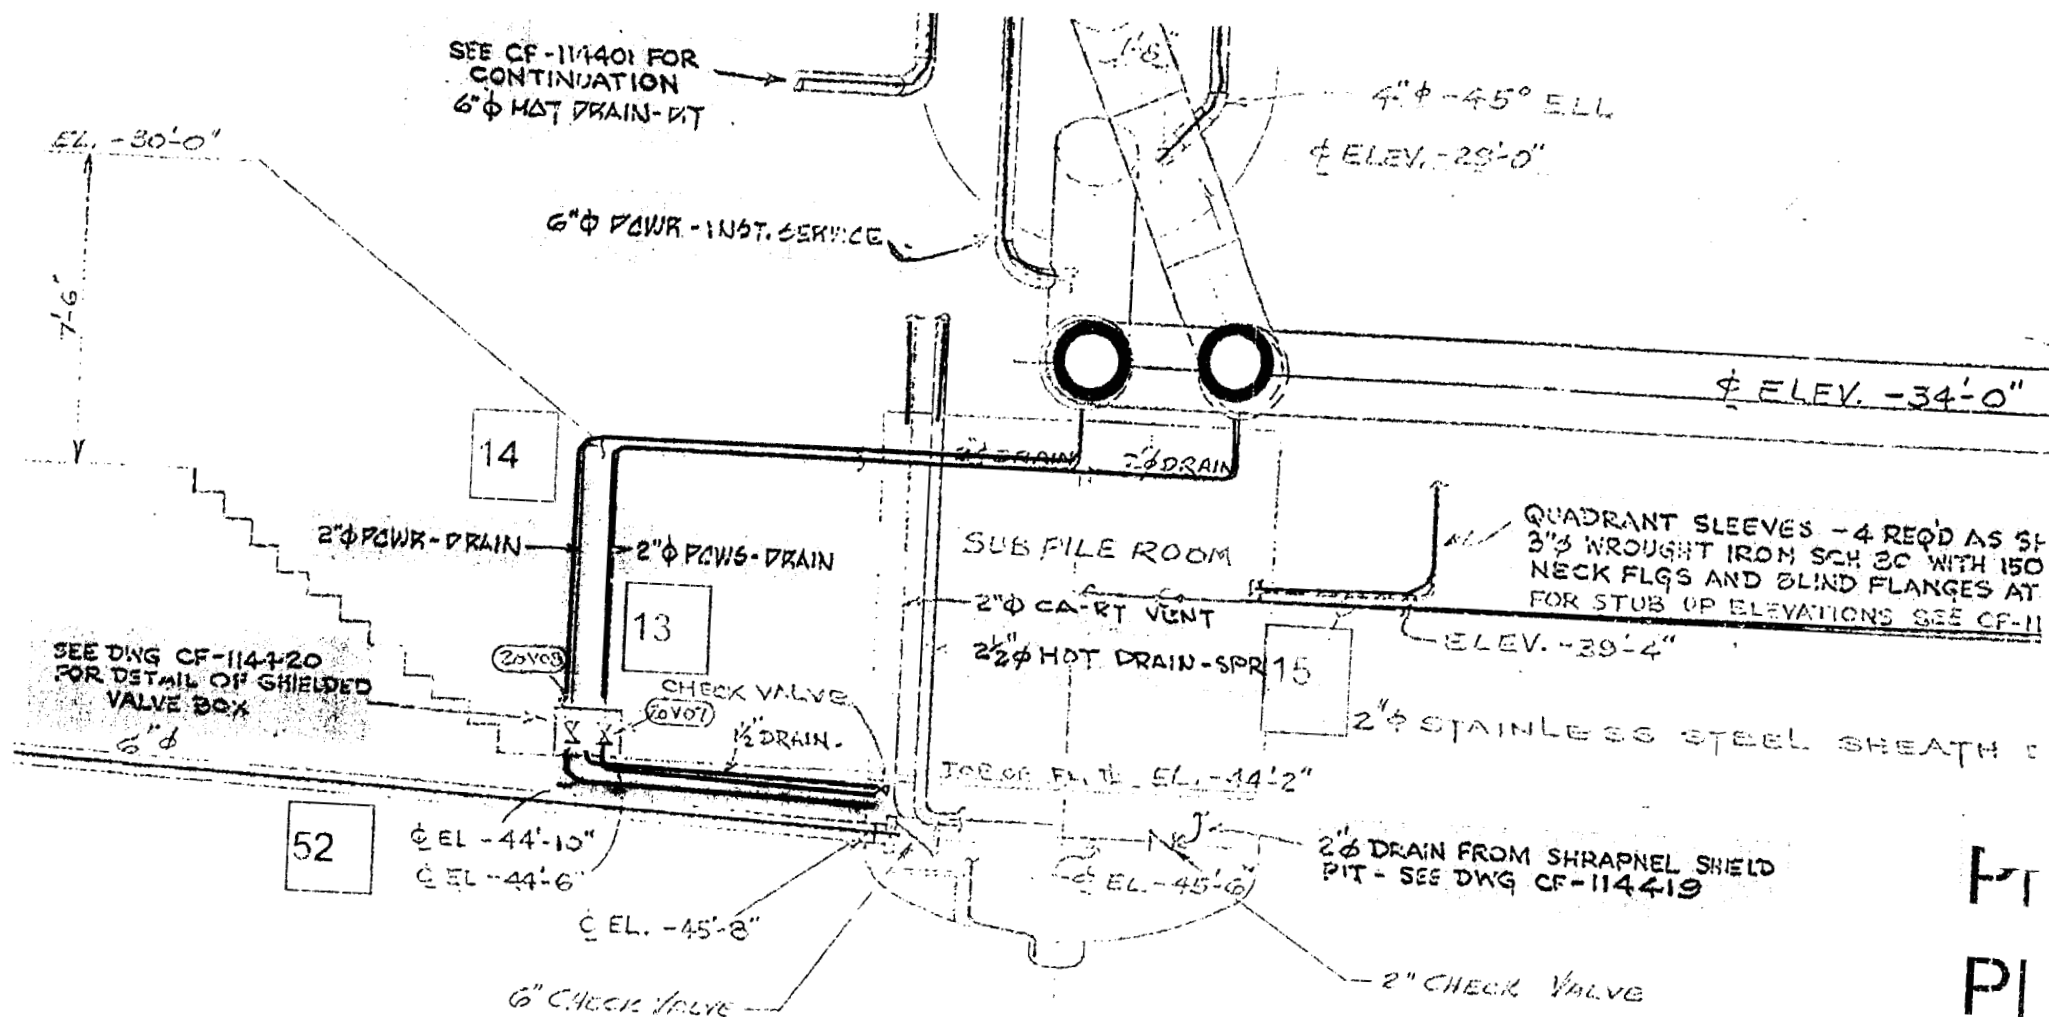 SEE CF-114401 FOR
CONTINUATION
6"⌀ HOT DRAIN-PIT
1'-8"
4"⌀ -45° ELL
℄ ELEV. -28'-0"
EL. -30'-0"
7'-6"
6"⌀ PCWR - INST. SERVICE
℄ ELEV. -34'-0"
14
2"⌀ DRAIN
2"⌀ DRAIN
QUADRANT SLEEVES - 4 REQ'D AS
3"⌀ WROUGHT IRON SCH 80 WITH 150
NECK FLGS AND BLIND FLANGES AT
FOR STUB UP ELEVATIONS SEE CF-11
2"⌀ PCWR-DRAIN
2"⌀ PCWS-DRAIN
SUB PILE ROOM
13
2"⌀ CA-RT VENT
2½"⌀ HOT DRAIN-SPR
15
ELEV. -39'-4"
SEE DWG CF-114420
FOR DETAIL OF SHIELDED
VALVE BOX
CHECK VALVE
20V07
1½" DRAIN
2"⌀ STAINLESS STEEL SHEATH
6"⌀
TOP OF FL. EL. -44'-2"
52
℄ EL -44'-10"
℄ EL -44'-6"
℄ EL. -45'-8"
℄ EL. -45'-6"
2"⌀ DRAIN FROM SHRAPNEL SHIELD
PIT - SEE DWG CF-114419
6" CHECK VALVE
2" CHECK VALVE